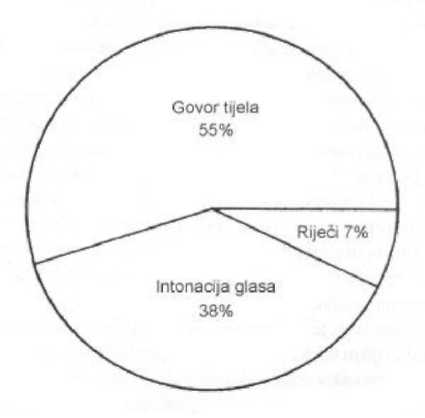 Govor tijela
55%
Riječi 7%
Intonacija glasa
38%